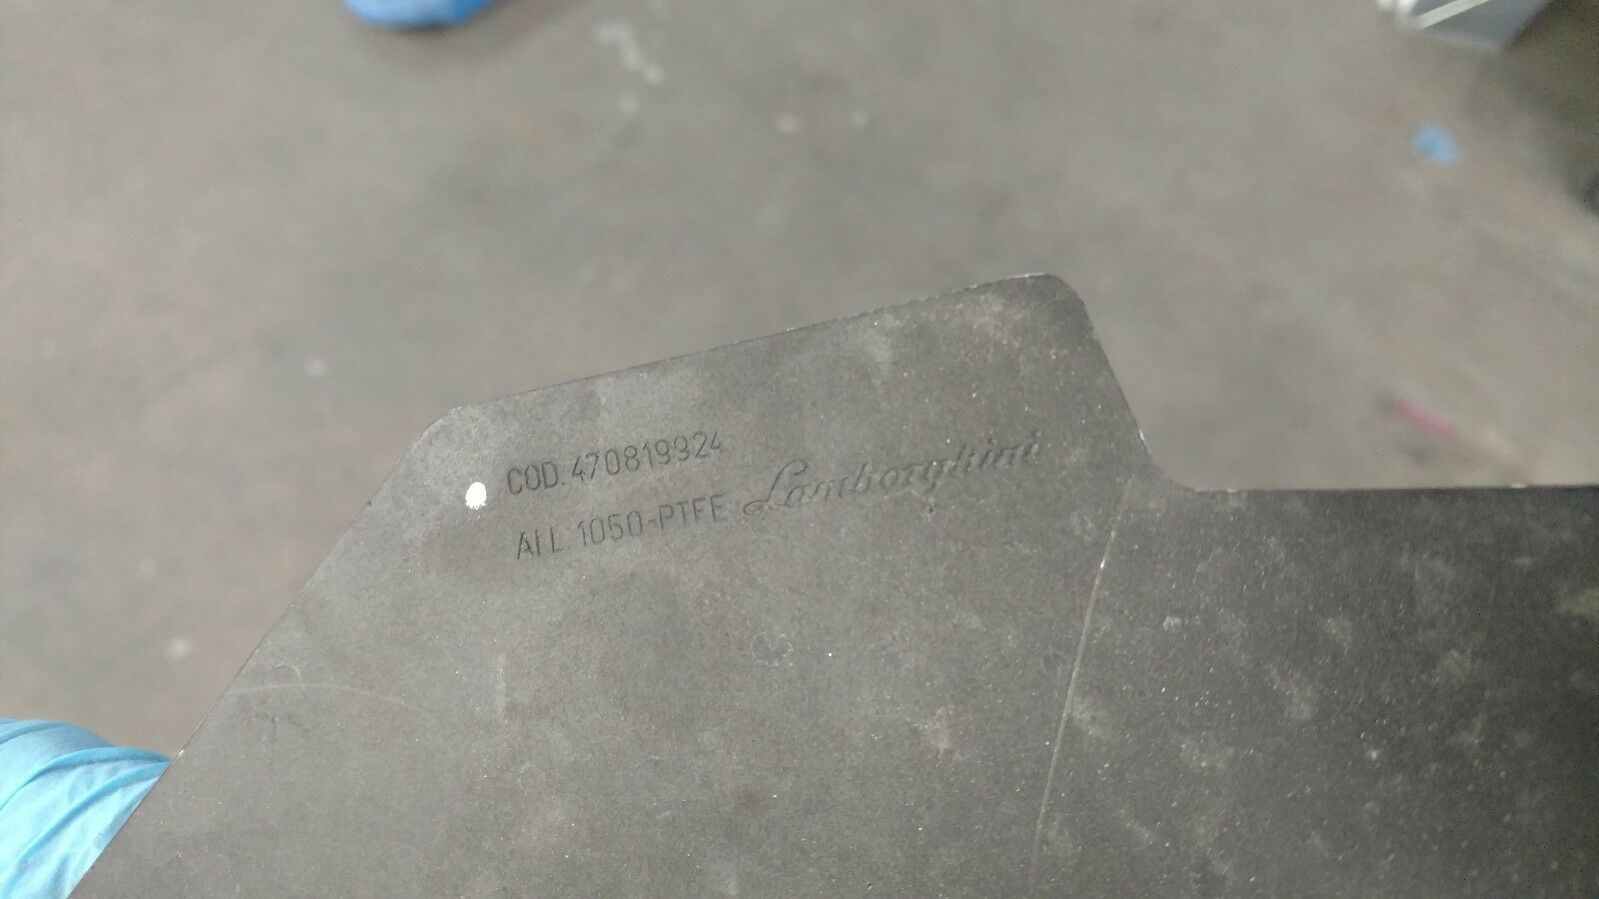 COD. 470819924
ALL 1050-PTFE Lamborghini